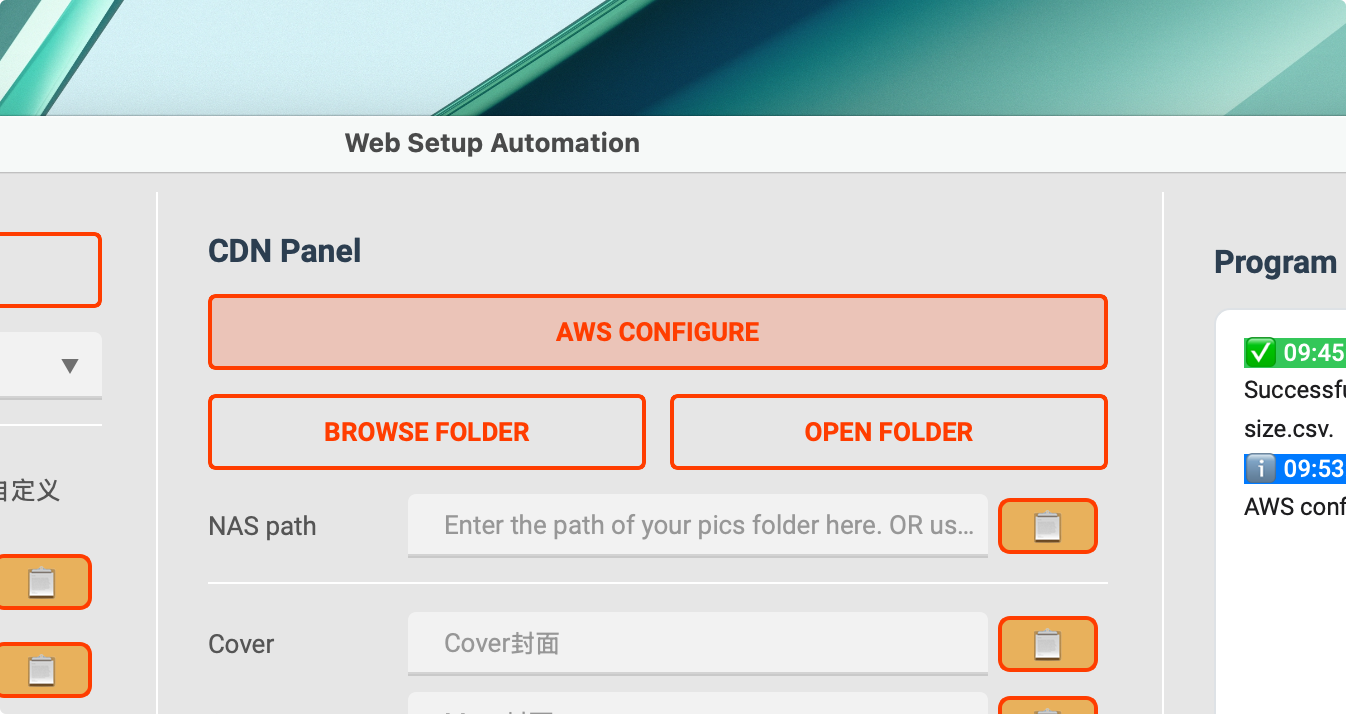 Web Setup Automation
自定义
CDN Panel
AWS CONFIGURE
BROWSE FOLDER
OPEN FOLDER
NAS path
Enter the path of your pics folder here. OR us...
Cover
Cover封面
Program
09:45
Successfu
size.csv.
09:53
AWS conf